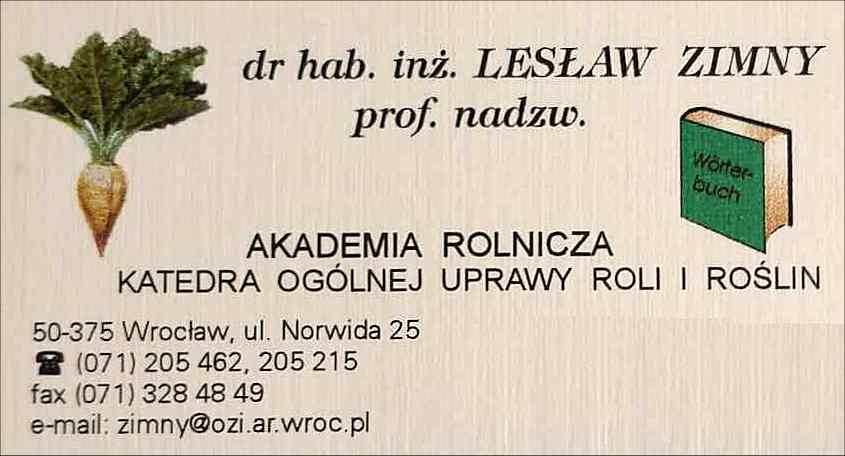 dr hab. inż. LESŁAW ZIMNY
prof. nadzw.
Wörter-
buch
AKADEMIA ROLNICZA
KATEDRA OGÓLNEJ UPRAWY ROLI I ROŚLIN
50-375 Wrocław, ul. Norwida 25
☎ (071) 205 462, 205 215
fax (071) 328 48 49
e-mail: zimny@ozi.ar.wroc.pl